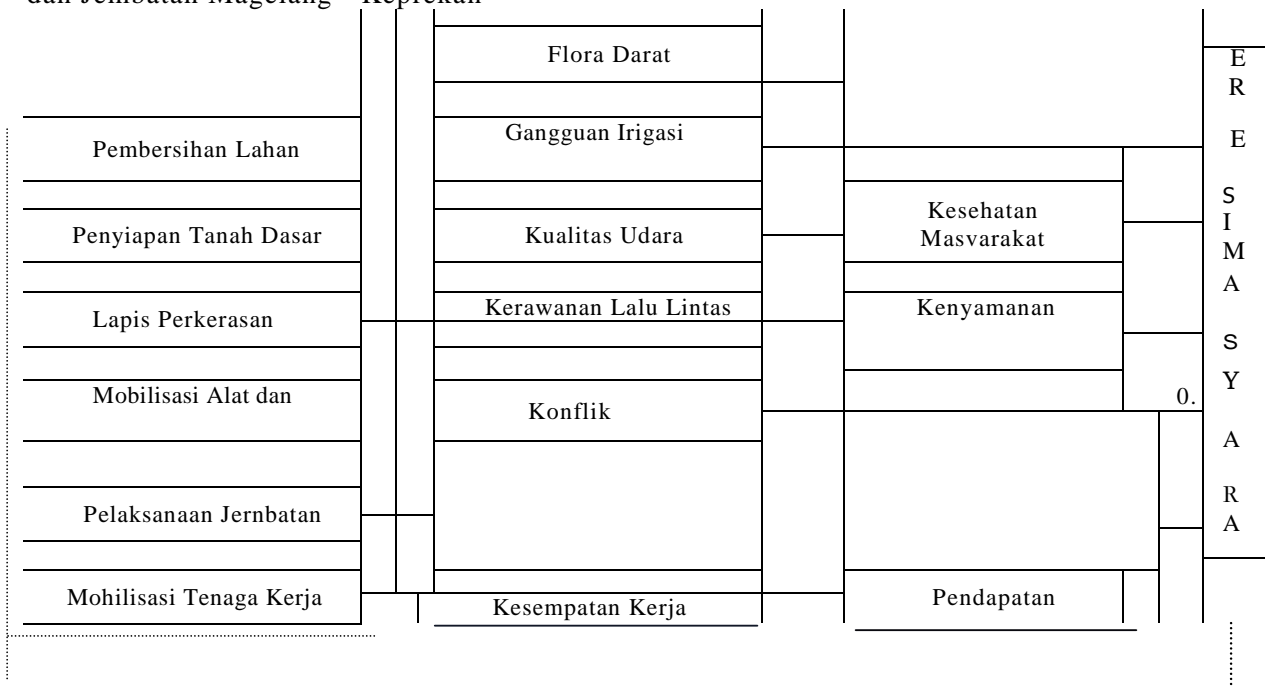 dan Jembatan Magelang - Keprekan
Flora Darat
Gangguan Irigasi
Pembersihan Lahan
Kesehatan
Masvarakat
Penyiapan Tanah Dasar
Kualitas Udara
Kerawanan Lalu Lintas
Kenyamanan
Lapis Perkerasan
Mobilisasi Alat dan
Konflik
0.
Pelaksanaan Jernbatan
Mohilisasi Tenaga Kerja
Kesempatan Kerja
Pendapatan
E
R
E
S
I
M
A
S
Y
A
R
A